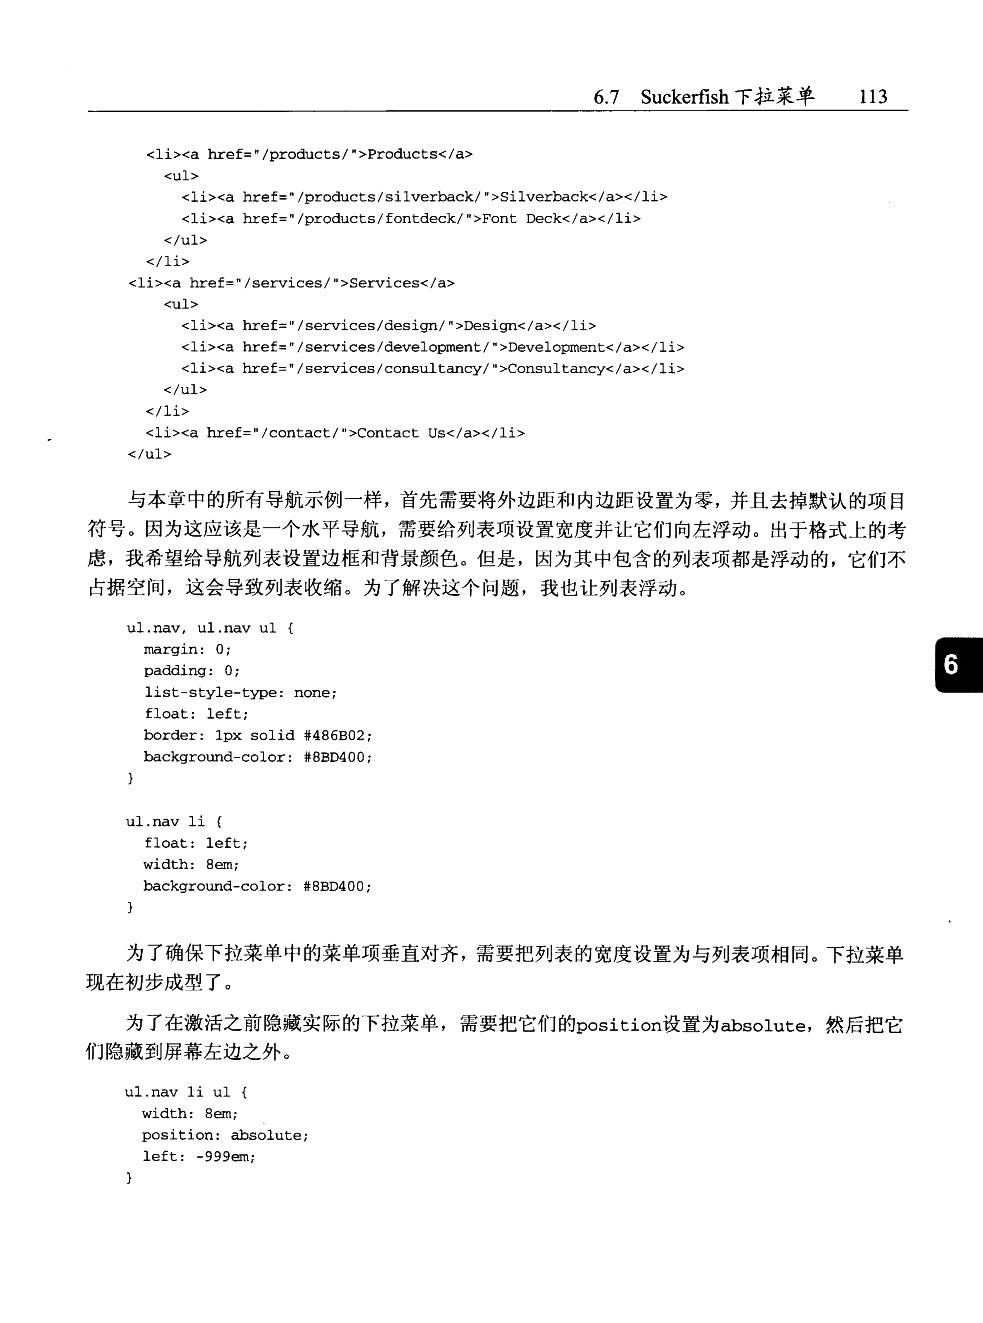 6.7 Suckerfish下拉菜单 113
<li><a href="/products/">Products</a>
<ul>
<li><a href="/products/silverback/">Silverback</a></li>
<li><a href="/products/fontdeck/">Font Deck</a></li>
</ul>
</li>
<li><a href="/services/">Services</a>
<ul>
<li><a href="/services/design/">Design</a></li>
<li><a href="/services/development/">Development</a></li>
<li><a href="/services/consultancy/">Consultancy</a></li>
</ul>
</li>
<li><a href="/contact/">Contact Us</a></li>
</ul>
与本章中的所有导航示例一样，首先需要将外边距和内边距设置为零，并且去掉默认的项目
符号。因为这应该是一个水平导航，需要给列表项设置宽度并让它们向左浮动。出于格式上的考
虑，我希望给导航列表设置边框和背景颜色。但是，因为其中包含的列表项都是浮动的，它们不
占据空间，这会导致列表收缩。为了解决这个问题，我也让列表浮动。
ul.nav, ul.nav ul {
margin: 0;
padding: 0;
list-style-type: none;
float: left;
border: 1px solid #486B02;
background-color: #8BD400;
}
6
ul.nav li {
float: left;
width: 8em;
background-color: #8BD400;
}
为了确保下拉菜单中的菜单项垂直对齐，需要把列表的宽度设置为与列表项相同。下拉菜单
现在初步成型了。
为了在激活之前隐藏实际的下拉菜单，需要把它们的position设置为absolute，然后把它
们隐藏到屏幕左边之外。
ul.nav li ul {
width: 8em;
position: absolute;
left: -999em;
}